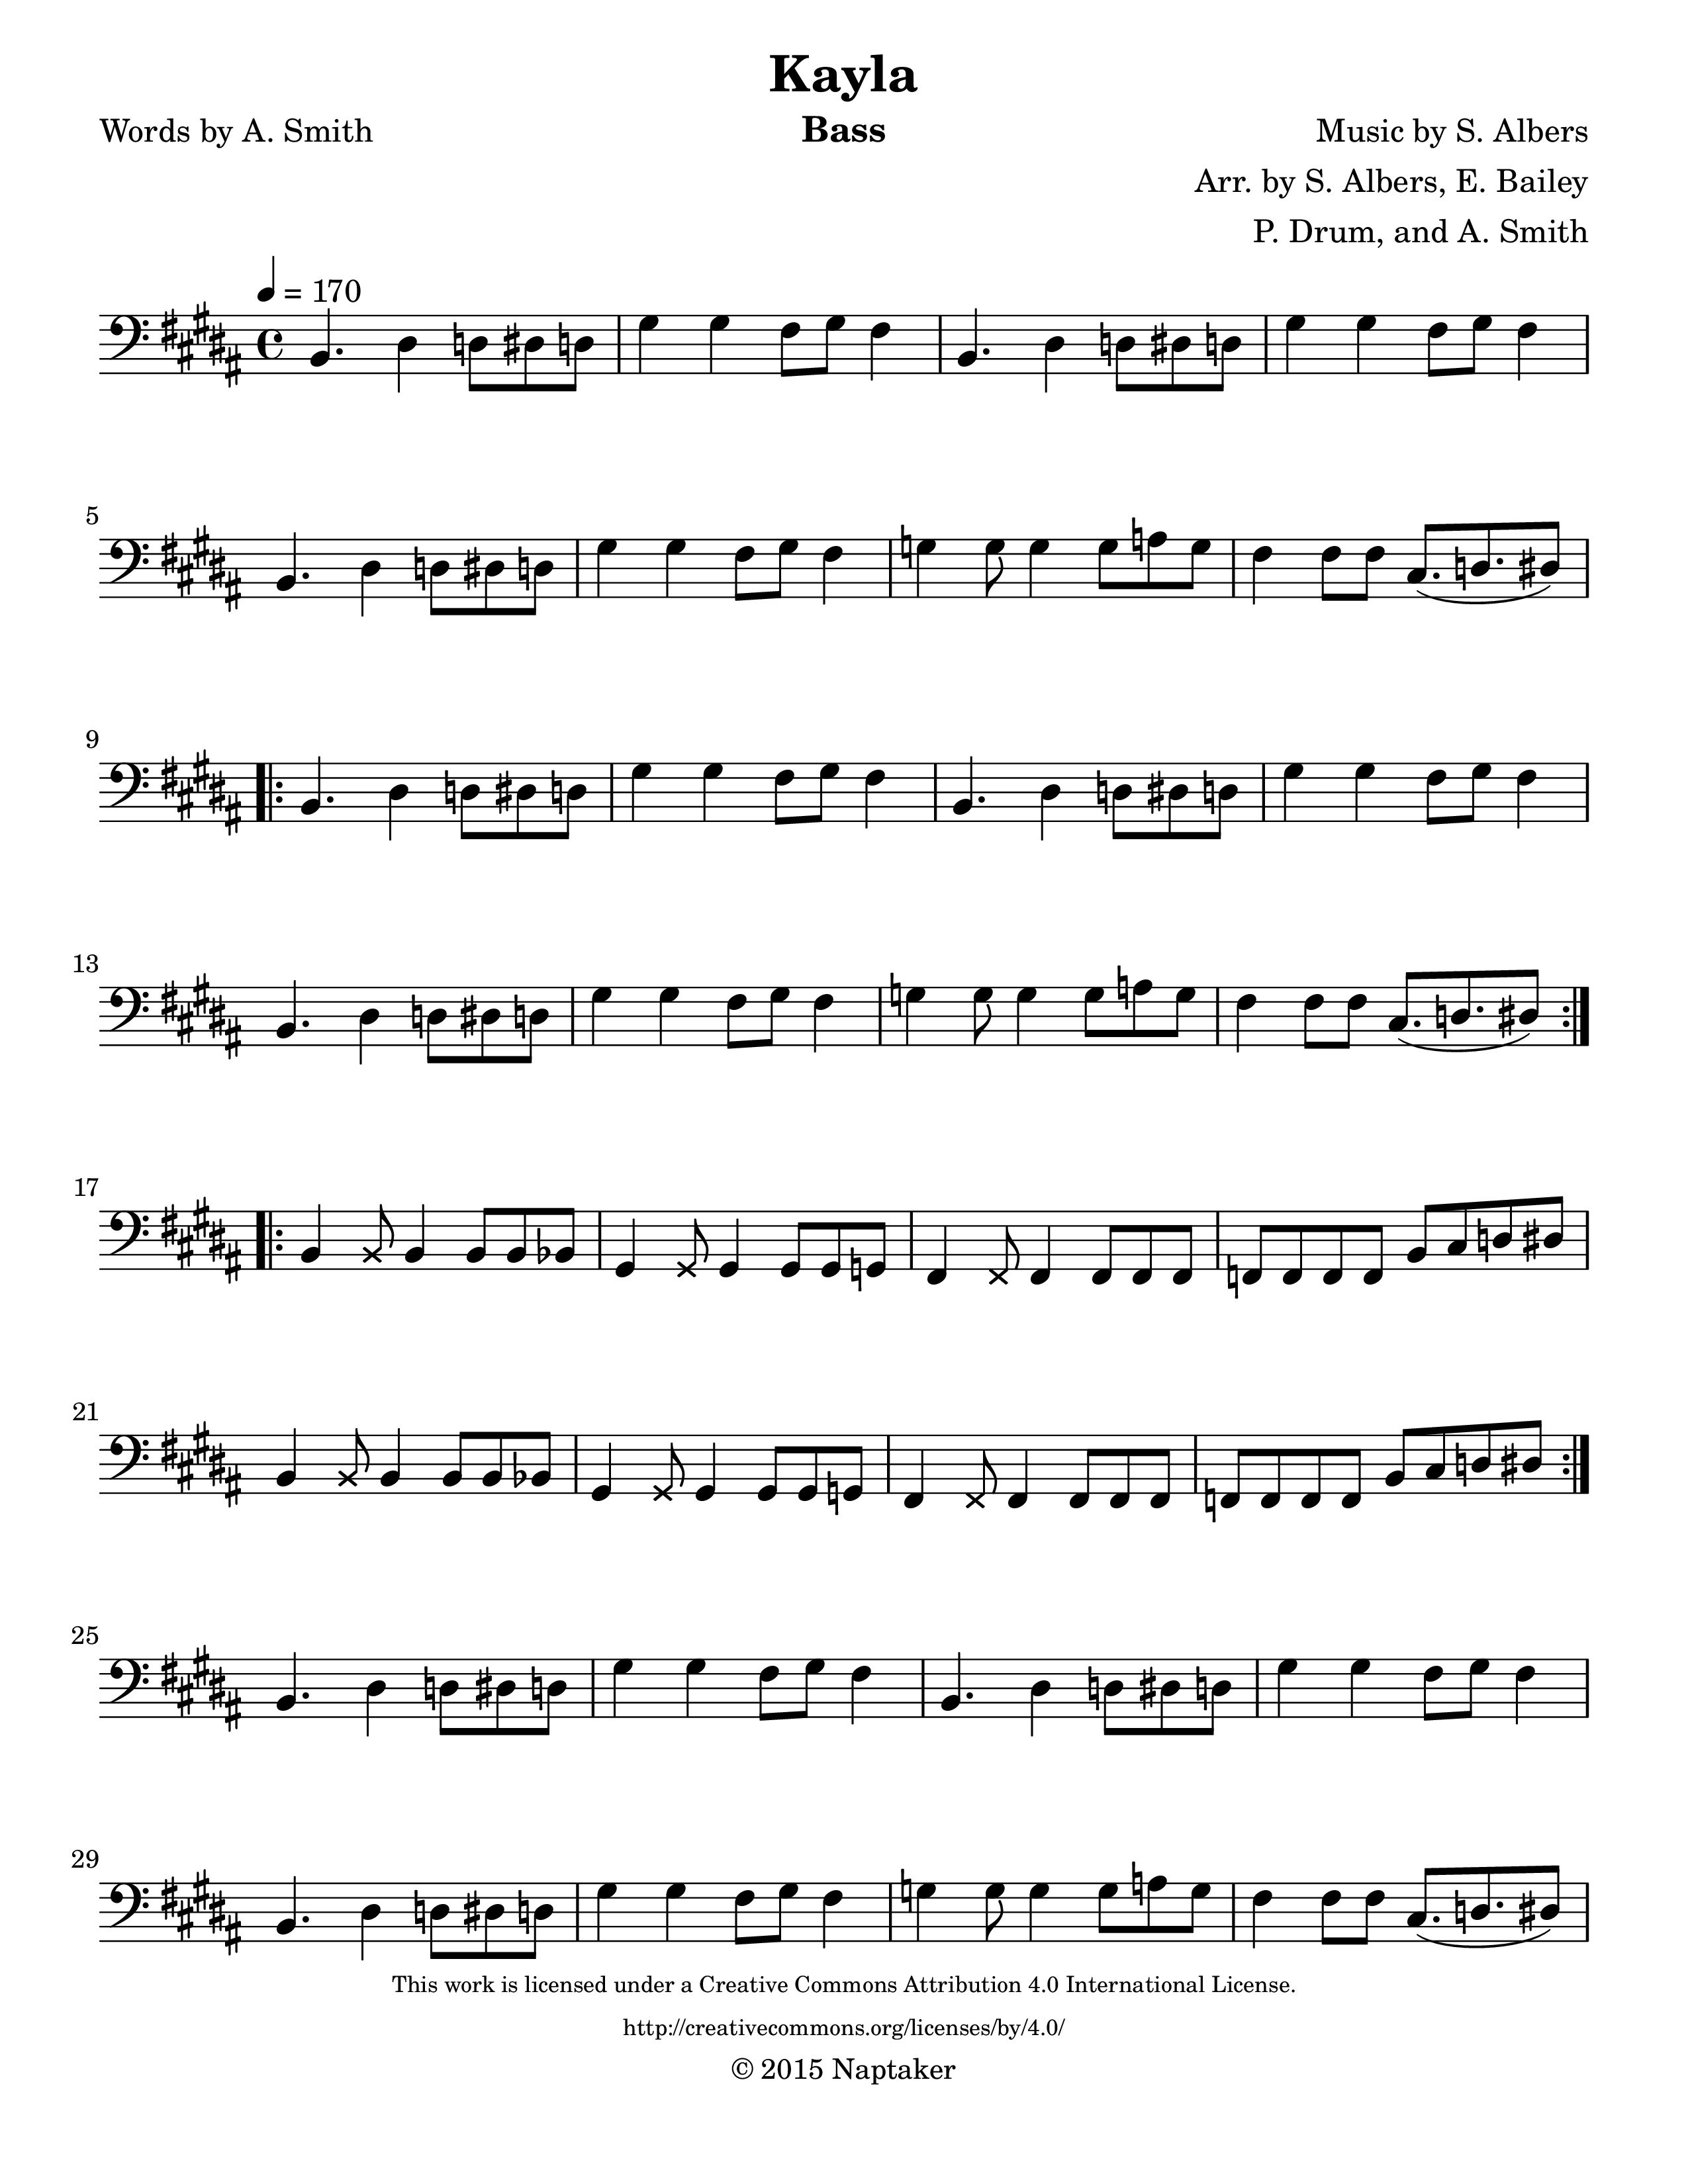 Kayla
Words by A. Smith
Bass
Music by S. Albers
Arr. by S. Albers, E. Bailey
P. Drum, and A. Smith
= 170
5
9
13
17
21
25
29
This work is licensed under a Creative Commons Attribution 4.0 International License.
http://creativecommons.org/licenses/by/4.0/
© 2015 Naptaker